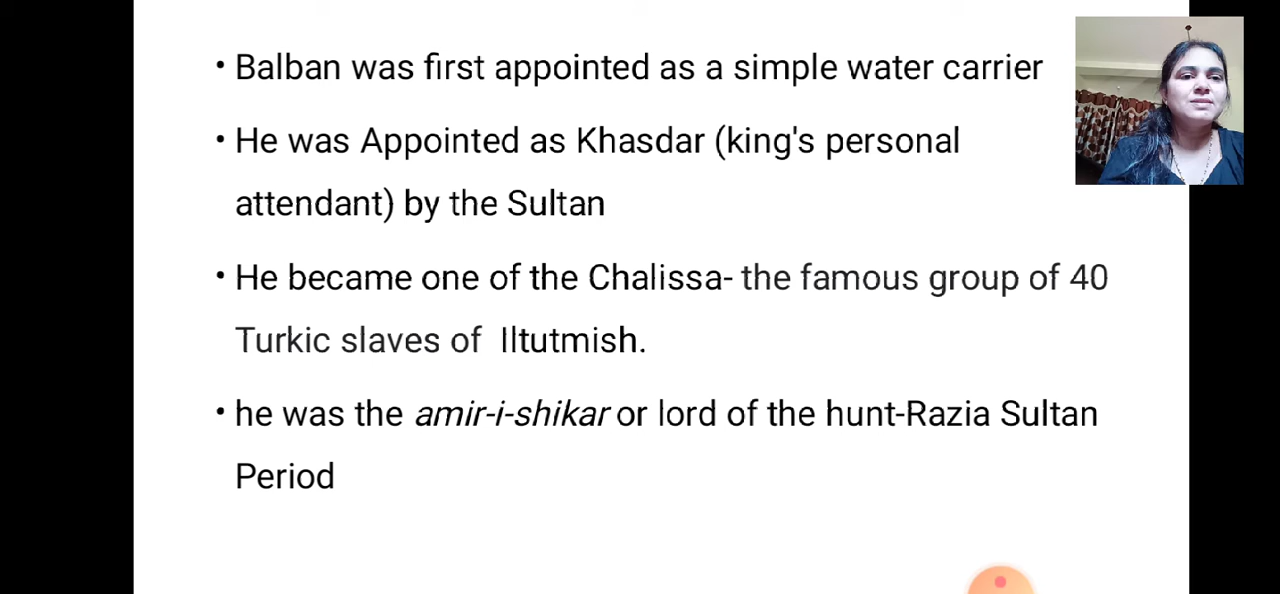 • Balban was first appointed as a simple water carrier
• He was Appointed as Khasdar (king's personal
attendant) by the Sultan
• He became one of the Chalissa- the famous group of 40
Turkic slaves of Iltutmish.
• he was the amir-i-shikar or lord of the hunt-Razia Sultan
Period